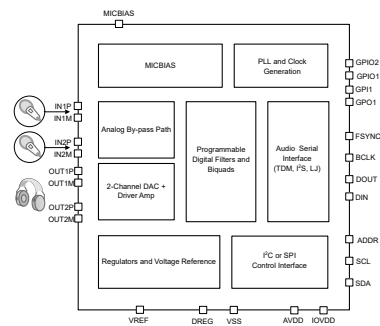 MICBIAS
MICBIAS
PLL and Clock
Generation
GPIO2
GPIO1
GPI1
GPO1
IN1P
IN1M
IN2P
IN2M
OUT1P
OUT1M
OUT2P
OUT2M
Analog By-pass Path
2-Channel DAC +
Driver Amp
Programmable
Digital Filters and
Biquads
Audio Serial
Interface
(TDM, I²S, LJ)
FSYNC
BCLK
DOUT
DIN
Regulators and Voltage Reference
I²C or SPI
Control Interface
ADDR
SCL
SDA
VREF
DREG
VSS
AVDD
IOVDD